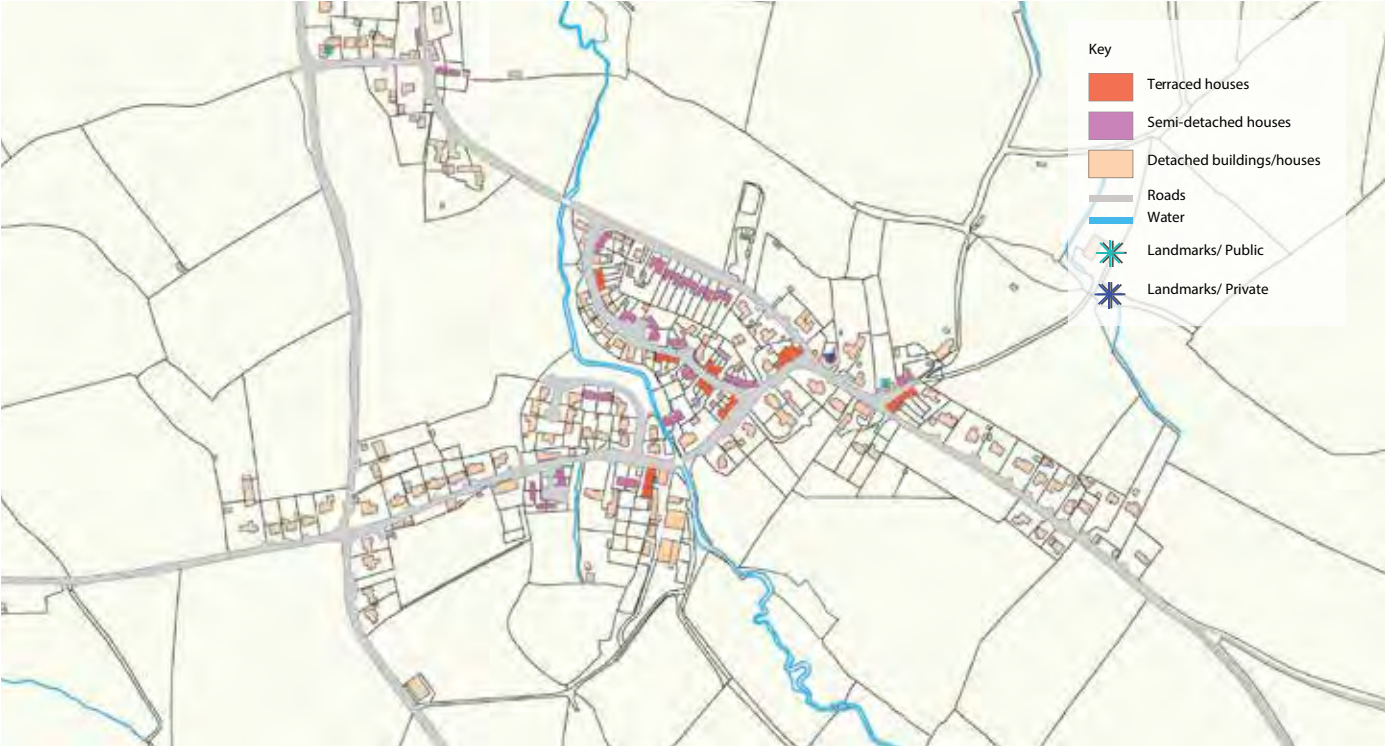 Key
Terraced houses
Semi-detached houses
Detached buildings/houses
Roads
Water
Landmarks/ Public
Landmarks/ Private